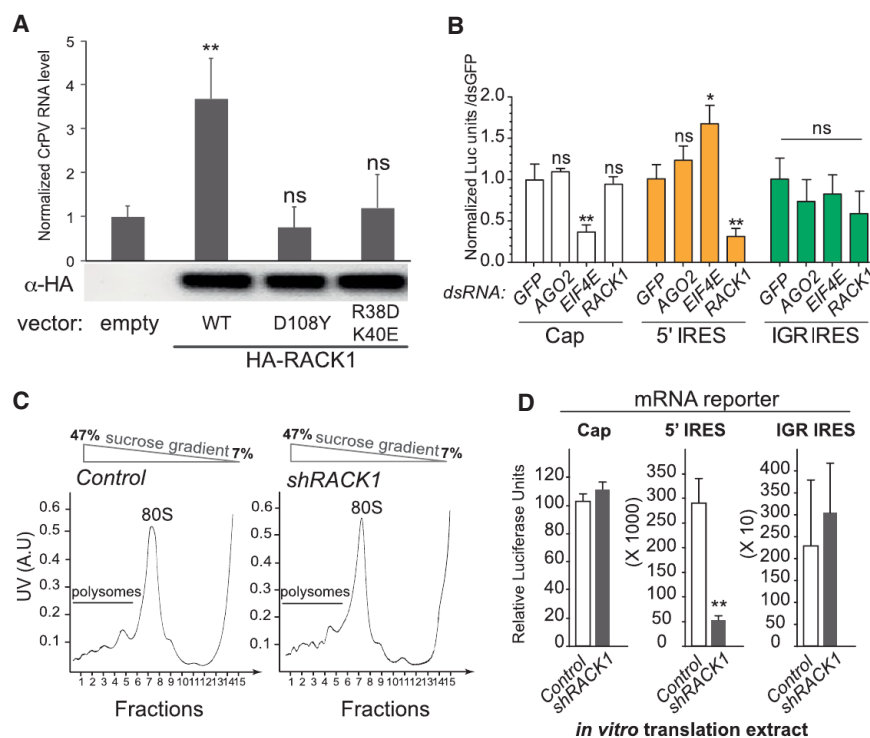 A
Normalized CrPV RNA level
5
4
3
2
1
0
**
ns
ns
α-HA
vector:
empty
WT
D108Y
R38D
K40E
HA-RACK1
B
Normalized Luc units /dsGFP
2.0
1.5
1.0
0.5
0.0
ns
**
ns
ns
*
**
ns
dsRNA:
GFP
AGO2
EIF4E
RACK1
GFP
AGO2
EIF4E
RACK1
GFP
AGO2
EIF4E
RACK1
Cap
5' IRES
IGR IRES
C
47% sucrose gradient 7%
Control
UV (A.U)
0.6
0.5
0.3
0.2
0.1
80S
polysomes
1 2 3 4 5 6 7 8 9 10 11 12 13 14 15
Fractions
47% sucrose gradient 7%
shRACK1
0.6
0.5
0.4
0.3
0.2
0.1
80S
polysomes
1 2 3 4 5 6 7 8 9 10 11 12 13 14 15
Fractions
D
mRNA reporter
Cap
5' IRES
IGR IRES
Relative Luciferase Units
120
100
80
60
40
20
0
Control
shRACK1
(X 1000)
350
300
250
200
150
100
50
0
**
Control
shRACK1
(X 10)
400
350
300
250
200
150
100
50
0
Control
shRACK1
in vitro translation extract